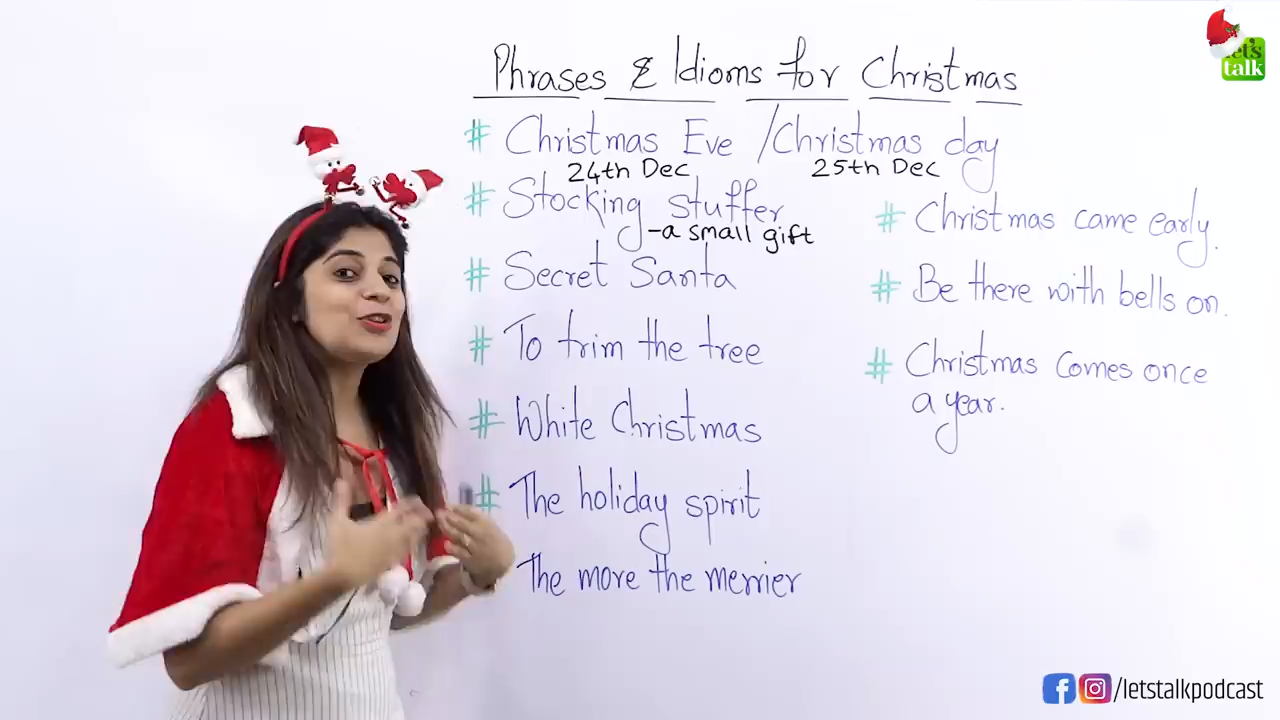 Phrases & Idioms for Christmas
# Christmas Eve / Christmas day
24th Dec 25th Dec
# Stocking stuffer
-a small gift
# Secret Santa
# To trim the tree
# White Christmas
# The holiday spirit
The more the merrier
# Christmas came early.
# Be there with bells on.
# Christmas comes once
a year.
let's
talk
/letstalkpodcast